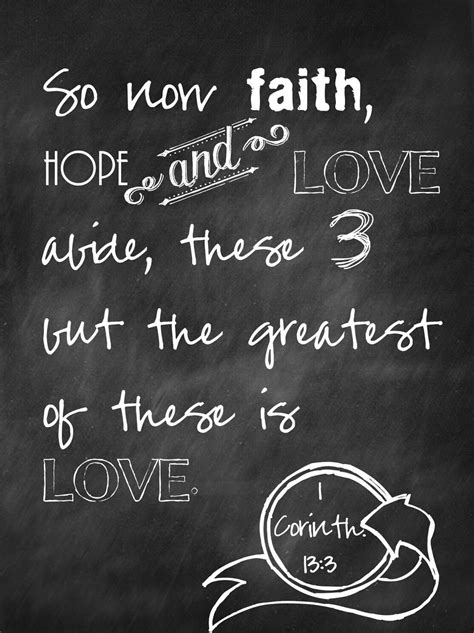 So now faith,
HOPE and LOVE
abide, these 3
but the greatest
of these is
LOVE.
1
Corinth.
13:3